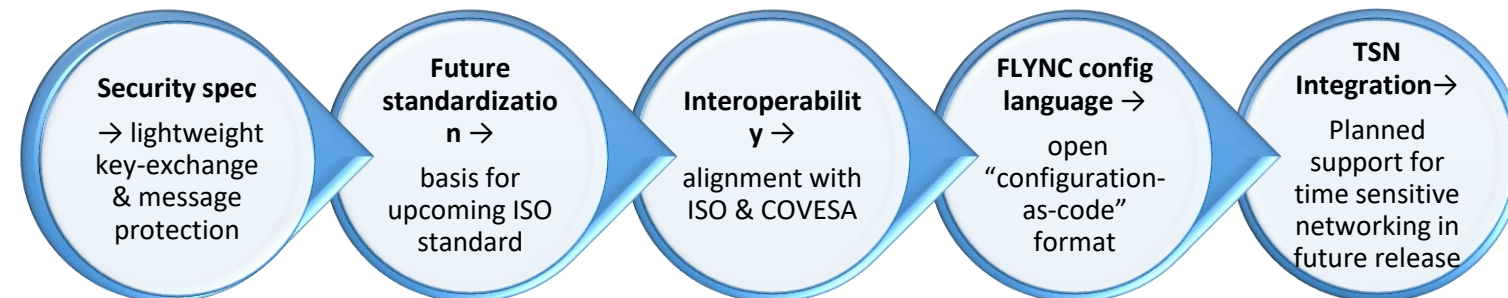 Security spec
→ lightweight
key-exchange
& message
protection
Future
standardizatio
n →
basis for
upcoming ISO
standard
Interoperabilit
y →
alignment with
ISO & COVESA
FLYNC config
language →
open
“configuration-
as-code”
format
TSN
Integration→
Planned
support for
time sensitive
networking in
future release